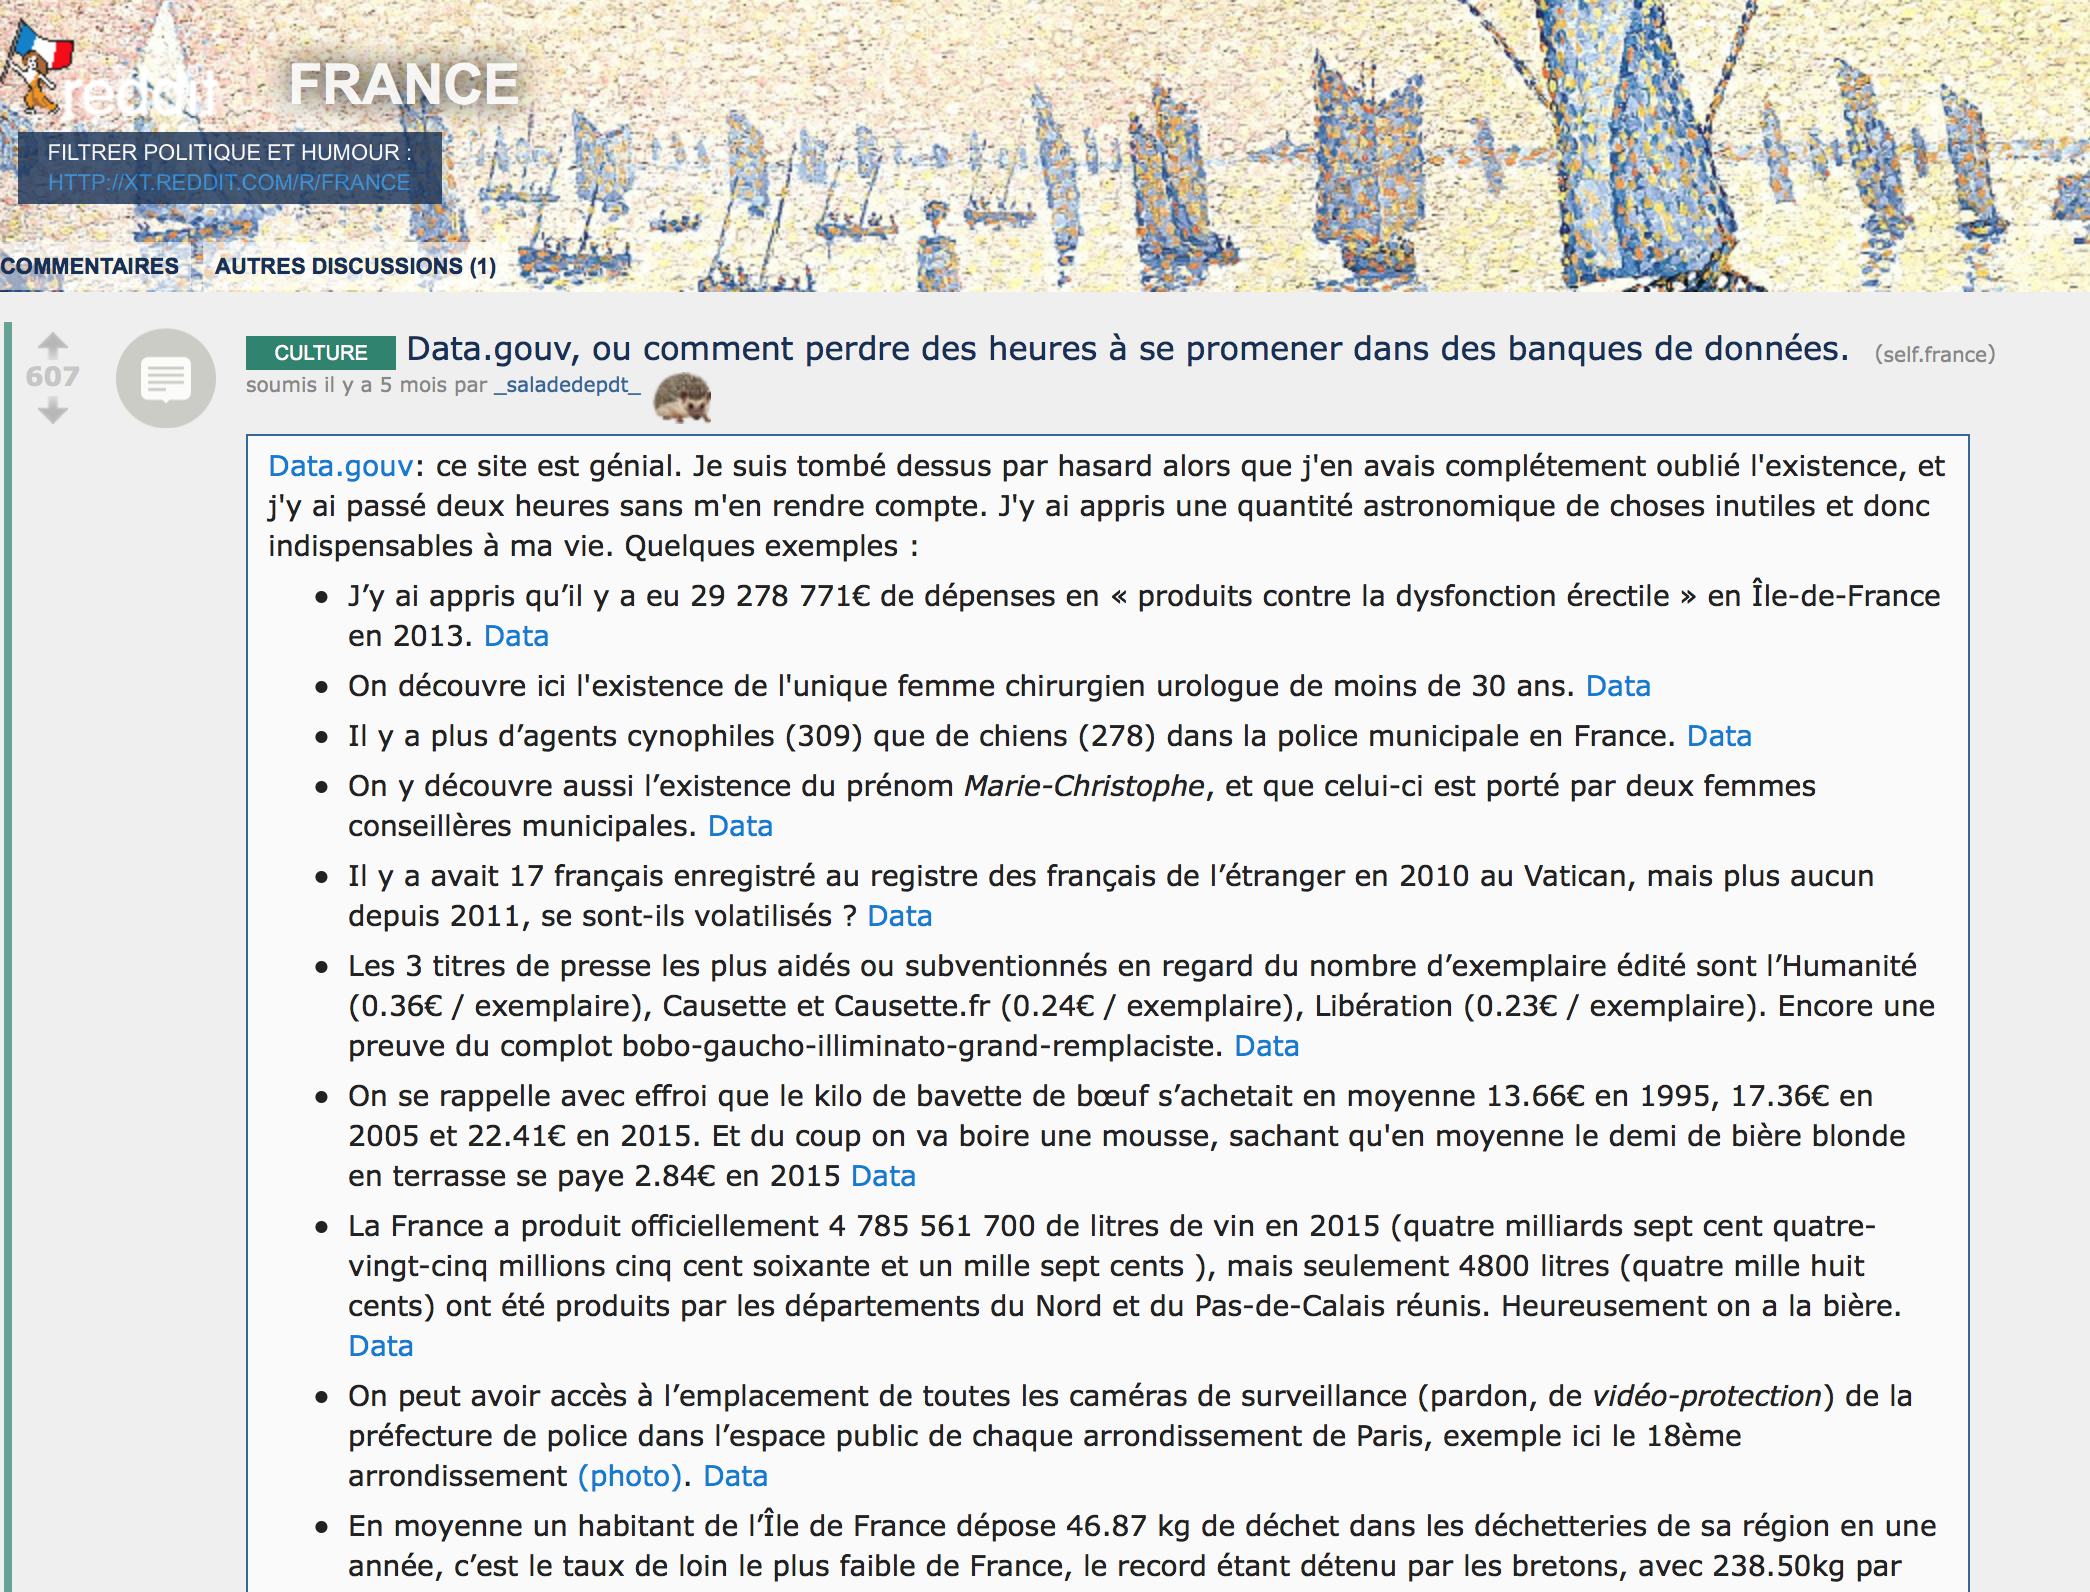 reddit FRANCE
FILTRER POLITIQUE ET HUMOUR :
HTTP://XT.REDDIT.COM/R/FRANCE
COMMENTAIRES AUTRES DISCUSSIONS (1)
CULTURE Data.gouv, ou comment perdre des heures à se promener dans des banques de données. (self.france)
607
soumis il y a 5 mois par _saladedepdt_
Data.gouv: ce site est génial. Je suis tombé dessus par hasard alors que j'en avais complétement oublié l'existence, et
j'y ai passé deux heures sans m'en rendre compte. J'y ai appris une quantité astronomique de choses inutiles et donc
indispensables à ma vie. Quelques exemples :
• J’y ai appris qu’il y a eu 29 278 771€ de dépenses en « produits contre la dysfonction érectile » en Île-de-France
en 2013. Data
• On découvre ici l'existence de l'unique femme chirurgien urologue de moins de 30 ans. Data
• Il y a plus d’agents cynophiles (309) que de chiens (278) dans la police municipale en France. Data
• On y découvre aussi l’existence du prénom Marie-Christophe, et que celui-ci est porté par deux femmes
conseillères municipales. Data
• Il y a avait 17 français enregistré au registre des français de l’étranger en 2010 au Vatican, mais plus aucun
depuis 2011, se sont-ils volatilisés ? Data
• Les 3 titres de presse les plus aidés ou subventionnés en regard du nombre d’exemplaire édité sont l’Humanité
(0.36€ / exemplaire), Causette et Causette.fr (0.24€ / exemplaire), Libération (0.23€ / exemplaire). Encore une
preuve du complot bobo-gaucho-illiminato-grand-remplaciste. Data
• On se rappelle avec effroi que le kilo de bavette de bœuf s’achetait en moyenne 13.66€ en 1995, 17.36€ en
2005 et 22.41€ en 2015. Et du coup on va boire une mousse, sachant qu'en moyenne le demi de bière blonde
en terrasse se paye 2.84€ en 2015 Data
• La France a produit officiellement 4 785 561 700 de litres de vin en 2015 (quatre milliards sept cent quatre-
vingt-cinq millions cinq cent soixante et un mille sept cents ), mais seulement 4800 litres (quatre mille huit
cents) ont été produits par les départements du Nord et du Pas-de-Calais réunis. Heureusement on a la bière.
Data
• On peut avoir accès à l’emplacement de toutes les caméras de surveillance (pardon, de vidéo-protection) de la
préfecture de police dans l’espace public de chaque arrondissement de Paris, exemple ici le 18ème
arrondissement (photo). Data
• En moyenne un habitant de l’Île de France dépose 46.87 kg de déchet dans les déchetteries de sa région en une
année, c’est le taux de loin le plus faible de France, le record étant détenu par les bretons, avec 238.50kg par